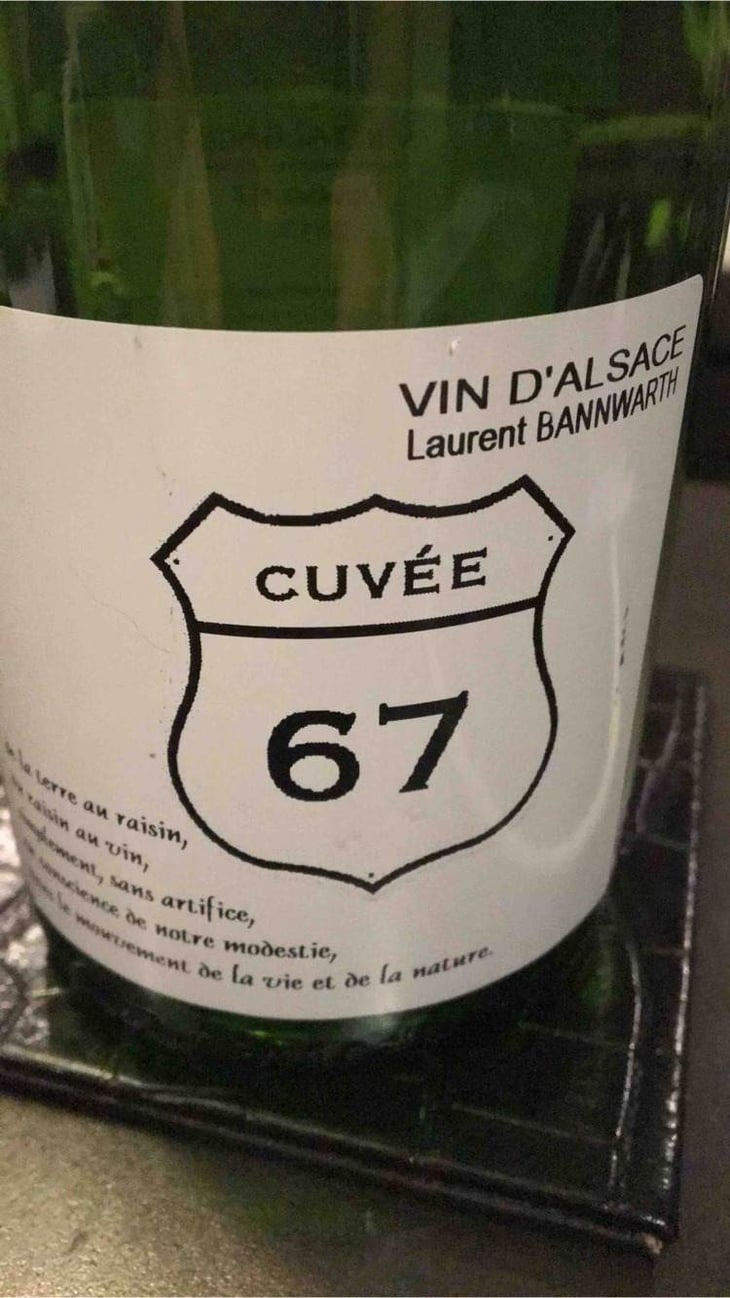 VIN D'ALSACE
Laurent BANNWARTH
CUVÉE
67
la terre au raisin,
raisin au vin,
sans artifice,
conscience de notre modestie,
le mouvement de la vie et de la nature.